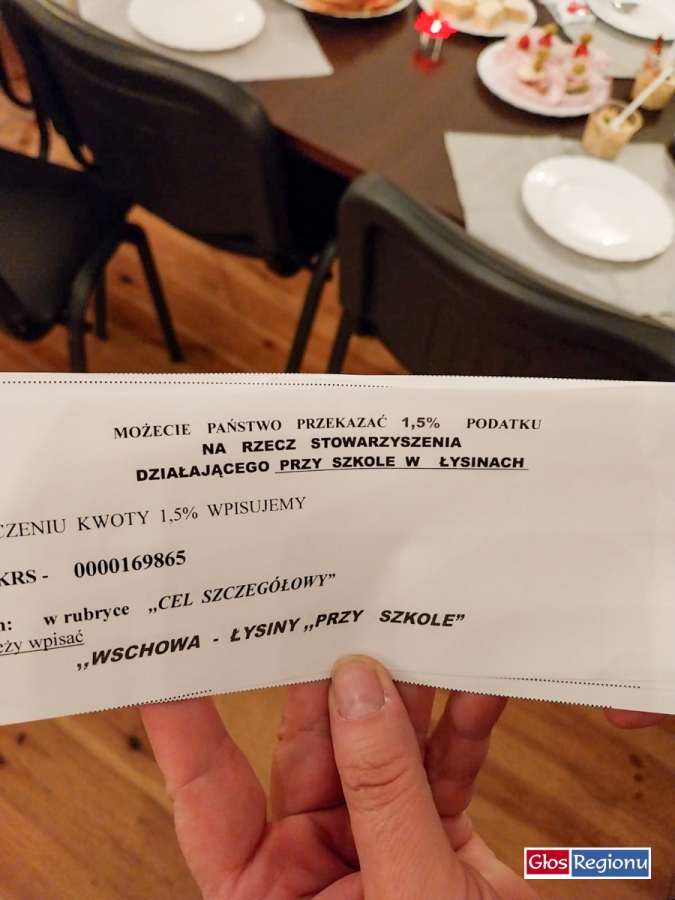 MOŻECIE PAŃSTWO PRZEKAZAĆ 1,5% PODATKU
NA RZECZ STOWARZYSZENIA
DZIAŁAJĄCEGO PRZY SZKOLE W ŁYSINACH
CZENIU KWOTY 1,5% WPISUJEMY
KRS - 0000169865
h: w rubryce „CEL SZCZEGÓŁOWY”
eży wpisać
,,WSCHOWA - ŁYSINY ,,PRZY SZKOLE”
Głos Regionu